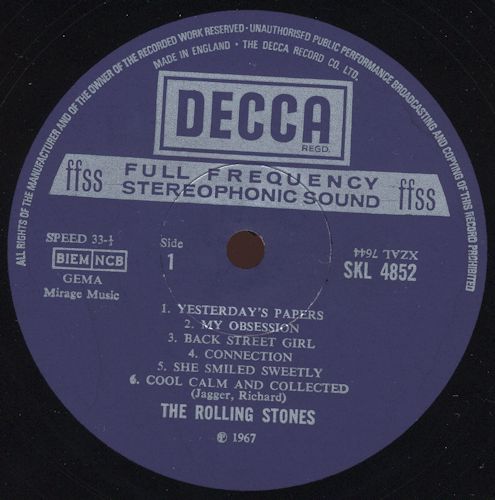 ALL RIGHTS OF THE MANUFACTURER AND OF THE OWNER OF THE RECORDED WORK RESERVED · UNAUTHORISED PUBLIC PERFORMANCE BROADCASTING AND COPYING OF THIS RECORD PROHIBITED
MADE IN ENGLAND · THE DECCA RECORD CO. LTD.
DECCA
REGD.
ffss FULL FREQUENCY ffss
STEREOPHONIC SOUND
SPEED 33-⅓
BIEM/NCB
GEMA
Mirage Music
Side
1
XZAL 7644
SKL 4852
1. YESTERDAY'S PAPERS
2. MY OBSESSION
3. BACK STREET GIRL
4. CONNECTION
5. SHE SMILED SWEETLY
6. COOL CALM AND COLLECTED
(Jagger, Richard)
THE ROLLING STONES
℗ 1967